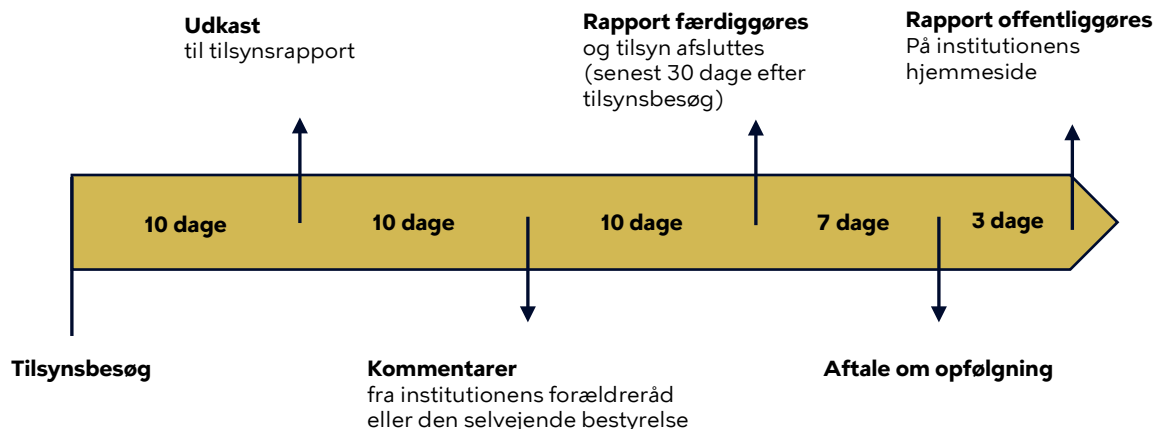 Udkast
til tilsynsrapport
Rapport færdiggøres
og tilsyn afsluttes
(senest 30 dage efter
tilsynsbesøg)
Rapport offentliggøres
På institutionens
hjemmeside
10 dage
10 dage
10 dage
7 dage
3 dage
Tilsynsbesøg
Kommentarer
fra institutionens forældreråd
eller den selvejende bestyrelse
Aftale om opfølgning